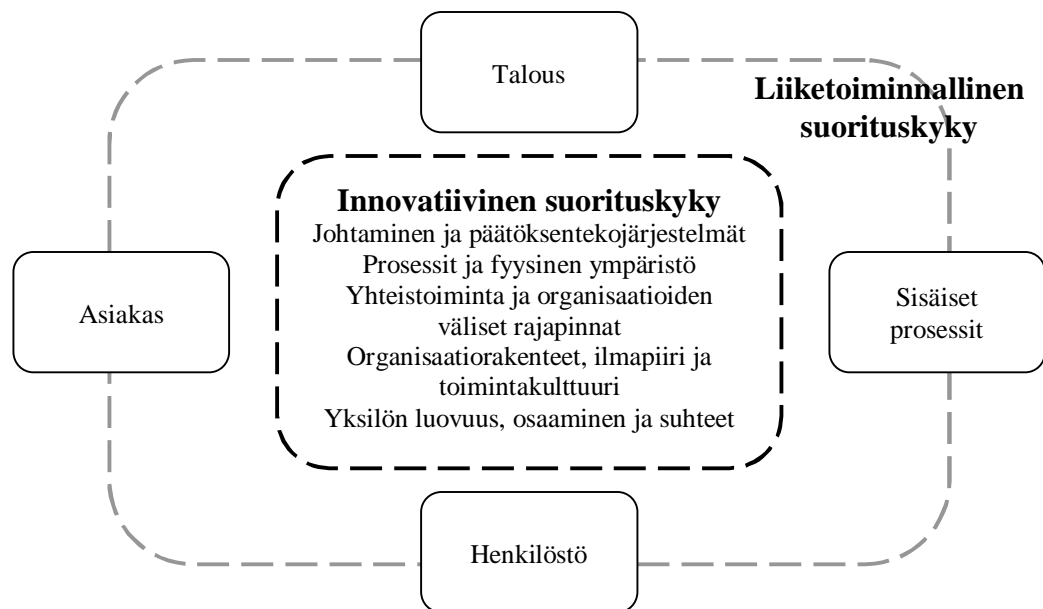 Talous
Liiketoiminnallinen
suorituskyky
Innovatiivinen suorituskyky
Johtaminen ja päätöksentekojärjestelmät
Prosessit ja fyysinen ympäristö
Yhteistoiminta ja organisaatioiden
väliset rajapinnat
Organisaatiorakenteet, ilmapiiri ja
toimintakulttuuri
Yksilön luovuus, osaaminen ja suhteet
Asiakas
Sisäiset
prosessit
Henkilöstö